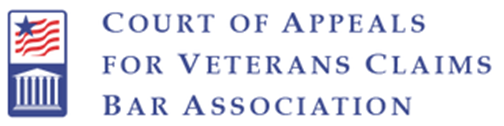 COURT OF APPEALS
FOR VETERANS CLAIMS
BAR ASSOCIATION